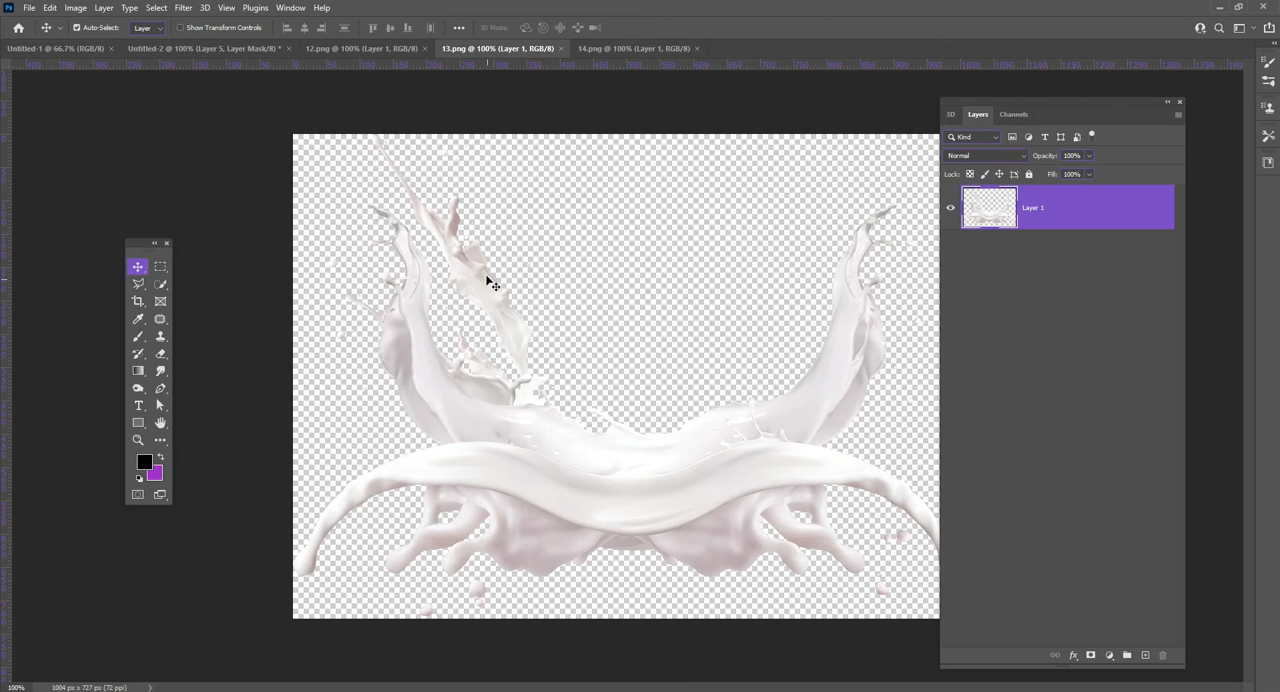 Ps File Edit Image Layer Type Select Filter 3D View Plugins Window Help
Auto-Select: Layer Show Transform Controls 3D Mode:
Untitled-1 @ 66.7% (RGB/8) × Untitled-2 @ 100% (Layer 5, Layer Mask/8) * × 12.png @ 100% (Layer 1, RGB/8) × 13.png @ 100% (Layer 1, RGB/8) × 14.png @ 100% (Layer 1, RGB/8) ×
3D Layers Channels
Kind
Normal Opacity: 100%
Lock: Fill: 100%
Layer 1
T
100% 1004 px x 727 px (72 ppi)